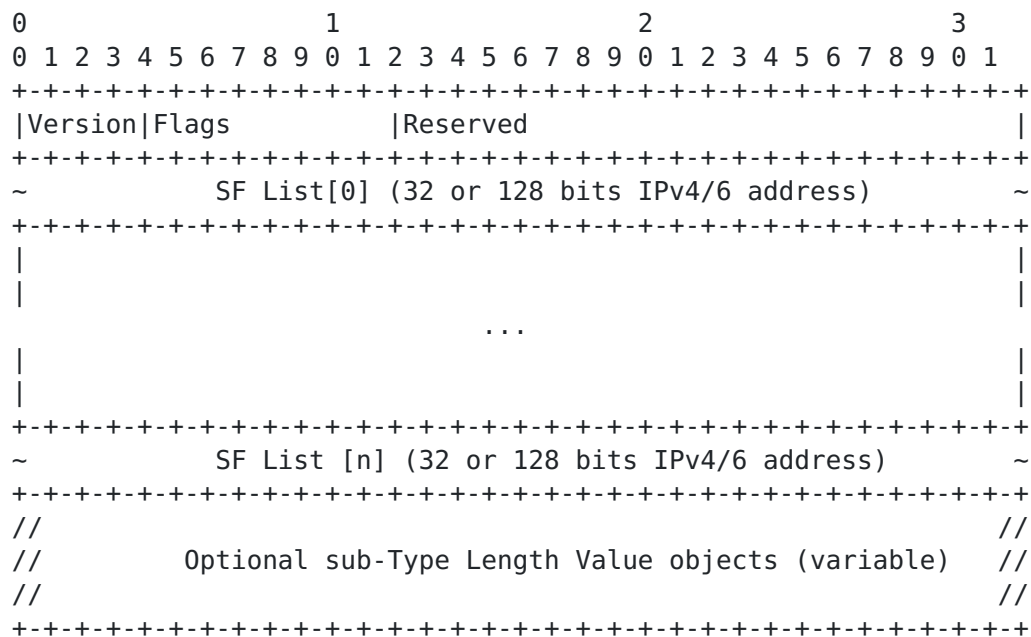 0                   1                   2                   3
0 1 2 3 4 5 6 7 8 9 0 1 2 3 4 5 6 7 8 9 0 1 2 3 4 5 6 7 8 9 0 1
+-+-+-+-+-+-+-+-+-+-+-+-+-+-+-+-+-+-+-+-+-+-+-+-+-+-+-+-+-+-+-+-+
|Version|Flags          |Reserved                               |
+-+-+-+-+-+-+-+-+-+-+-+-+-+-+-+-+-+-+-+-+-+-+-+-+-+-+-+-+-+-+-+-+
~            SF List[0] (32 or 128 bits IPv4/6 address)         ~
+-+-+-+-+-+-+-+-+-+-+-+-+-+-+-+-+-+-+-+-+-+-+-+-+-+-+-+-+-+-+-+-+
|                                                               |
|                                                               |
                              ...
|                                                               |
|                                                               |
+-+-+-+-+-+-+-+-+-+-+-+-+-+-+-+-+-+-+-+-+-+-+-+-+-+-+-+-+-+-+-+-+
~            SF List [n] (32 or 128 bits IPv4/6 address)        ~
+-+-+-+-+-+-+-+-+-+-+-+-+-+-+-+-+-+-+-+-+-+-+-+-+-+-+-+-+-+-+-+-+
//                                                             //
//         Optional sub-Type Length Value objects (variable)   //
//                                                             //
+-+-+-+-+-+-+-+-+-+-+-+-+-+-+-+-+-+-+-+-+-+-+-+-+-+-+-+-+-+-+-+-+